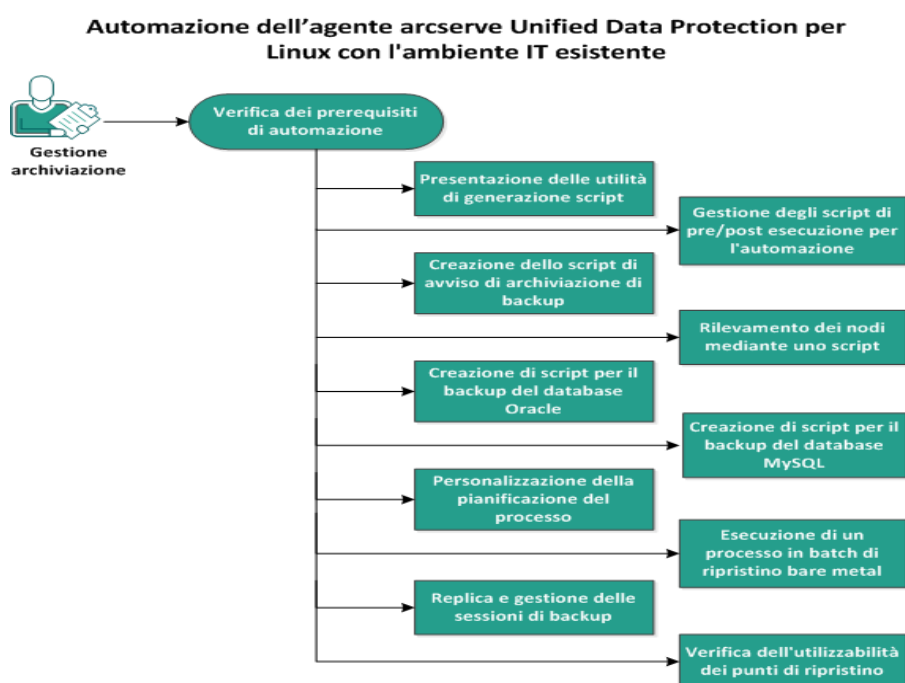 Automazione dell'agente arcserve Unified Data Protection per
Linux con l'ambiente IT esistente
Gestione
archiviazione
Verifica dei prerequisiti
di automazione
Presentazione delle utilità
di generazione script
Gestione degli script di
pre/post esecuzione per
l'automazione
Creazione dello script di
avviso di archiviazione di
backup
Rilevamento dei nodi
mediante uno script
Creazione di script per il
backup del database
Oracle
Creazione di script per il
backup del database
MySQL
Personalizzazione della
pianificazione del
processo
Esecuzione di un
processo in batch di
ripristino bare metal
Replica e gestione delle
sessioni di backup
Verifica dell'utilizzabilità
dei punti di ripristino